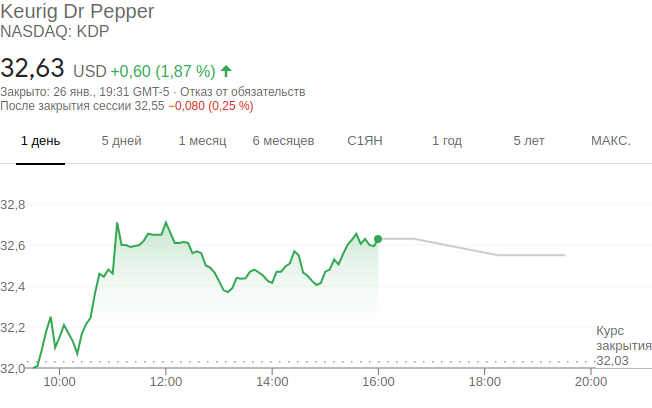 Keurig Dr Pepper
NASDAQ: KDP
32,63 USD +0,60 (1,87 %)
Закрыто: 26 янв., 19:31 GMT-5 · Отказ от обязательств
После закрытия сессии 32,55 −0,080 (0,25 %)
1 день 5 дней 1 месяц 6 месяцев С1ЯН 1 год 5 лет МАКС.
32,8
32,6
32,4
32,2
32,0
Курс
закрытия
32,03
10:00 12:00 14:00 16:00 18:00 20:00